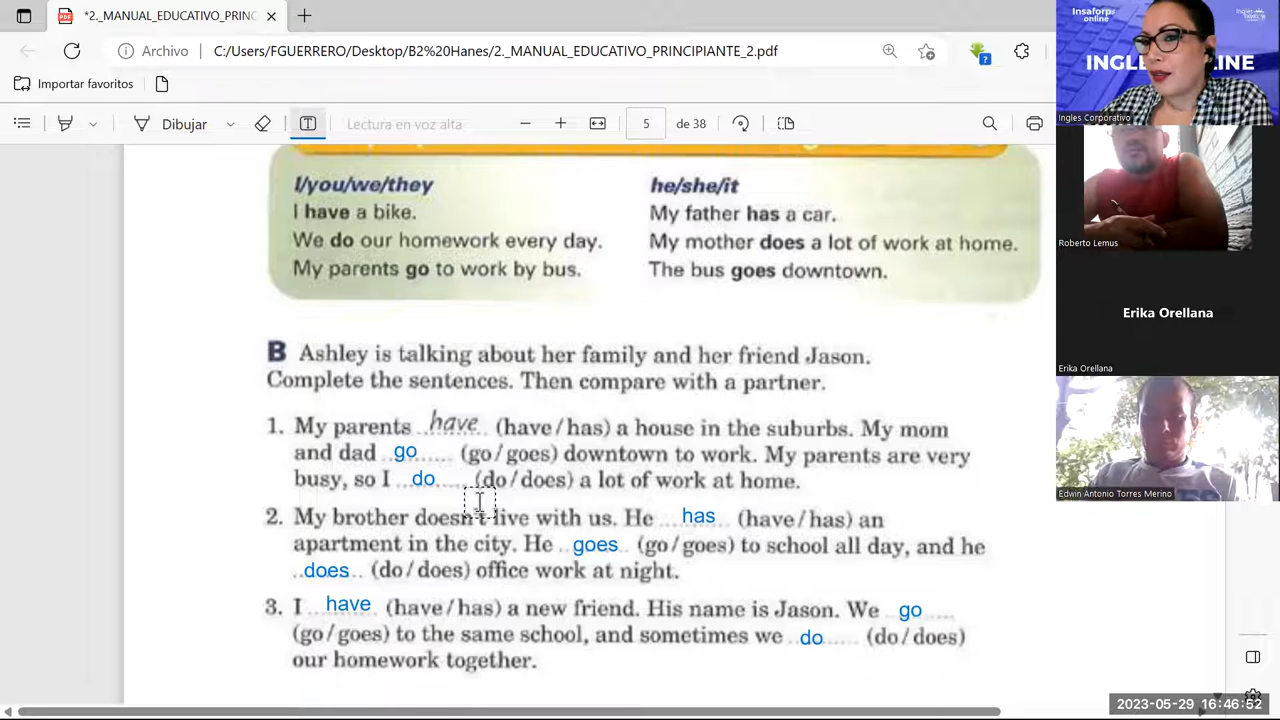 *2._MANUAL_EDUCATIVO_PRINC
Archivo
C:/Users/FGUERRERO/Desktop/B2%20Hanes/2._MANUAL_EDUCATIVO_PRINCIPIANTE_2.pdf
Importar favoritos
Dibujar
Lectura en voz alta
5
de 38
I/you/we/they
I have a bike.
We do our homework every day.
My parents go to work by bus.
he/she/it
My father has a car.
My mother does a lot of work at home.
The bus goes downtown.
B Ashley is talking about her family and her friend Jason.
Complete the sentences. Then compare with a partner.
1. My parents ..have.. (have/has) a house in the suburbs. My mom
and dad ..go...... (go/goes) downtown to work. My parents are very
busy, so I ...do..... (do/does) a lot of work at home.
2. My brother doesn't live with us. He ... has ... (have/has) an
apartment in the city. He .. goes .. (go/goes) to school all day, and he
..does.. (do/does) office work at night.
3. I .. have .. (have/has) a new friend. His name is Jason. We .. go .....
(go/goes) to the same school, and sometimes we .. do ...... (do/does)
our homework together.
Insaforp
online
INGLE
LINE
Ingles Corporativo
Roberto Lemus
Erika Orellana
Erika Orellana
Edwin Antonio Torres Merino
2023-05-29 16:46:52